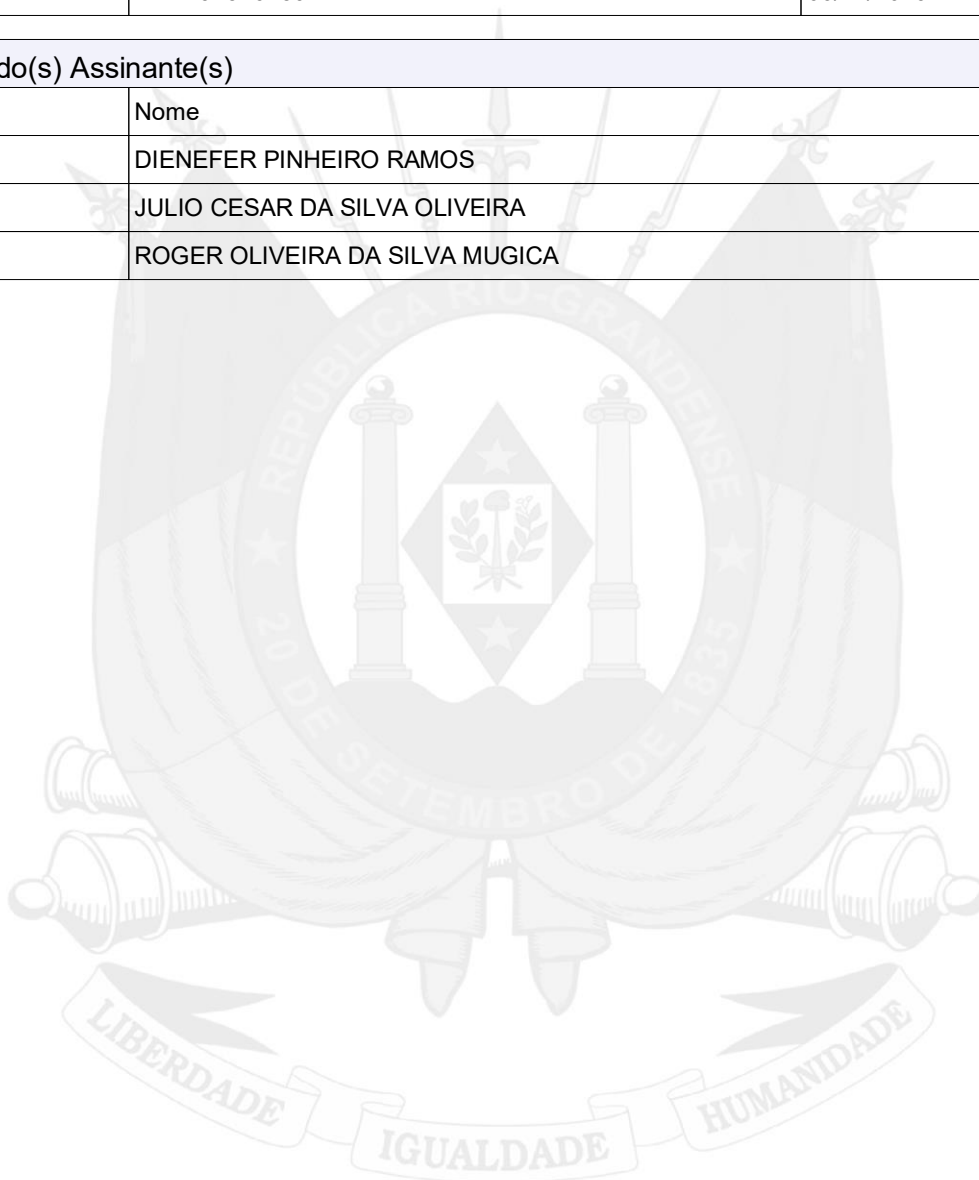 do(s) Assinante(s)
Nome
DIENEFER PINHEIRO RAMOS
JULIO CESAR DA SILVA OLIVEIRA
ROGER OLIVEIRA DA SILVA MUGICA
REPÚBLICA RIO-GRANDENSE
20 DE SETEMBRO DE 1835
LIBERDADE
IGUALDADE
HUMANIDADE